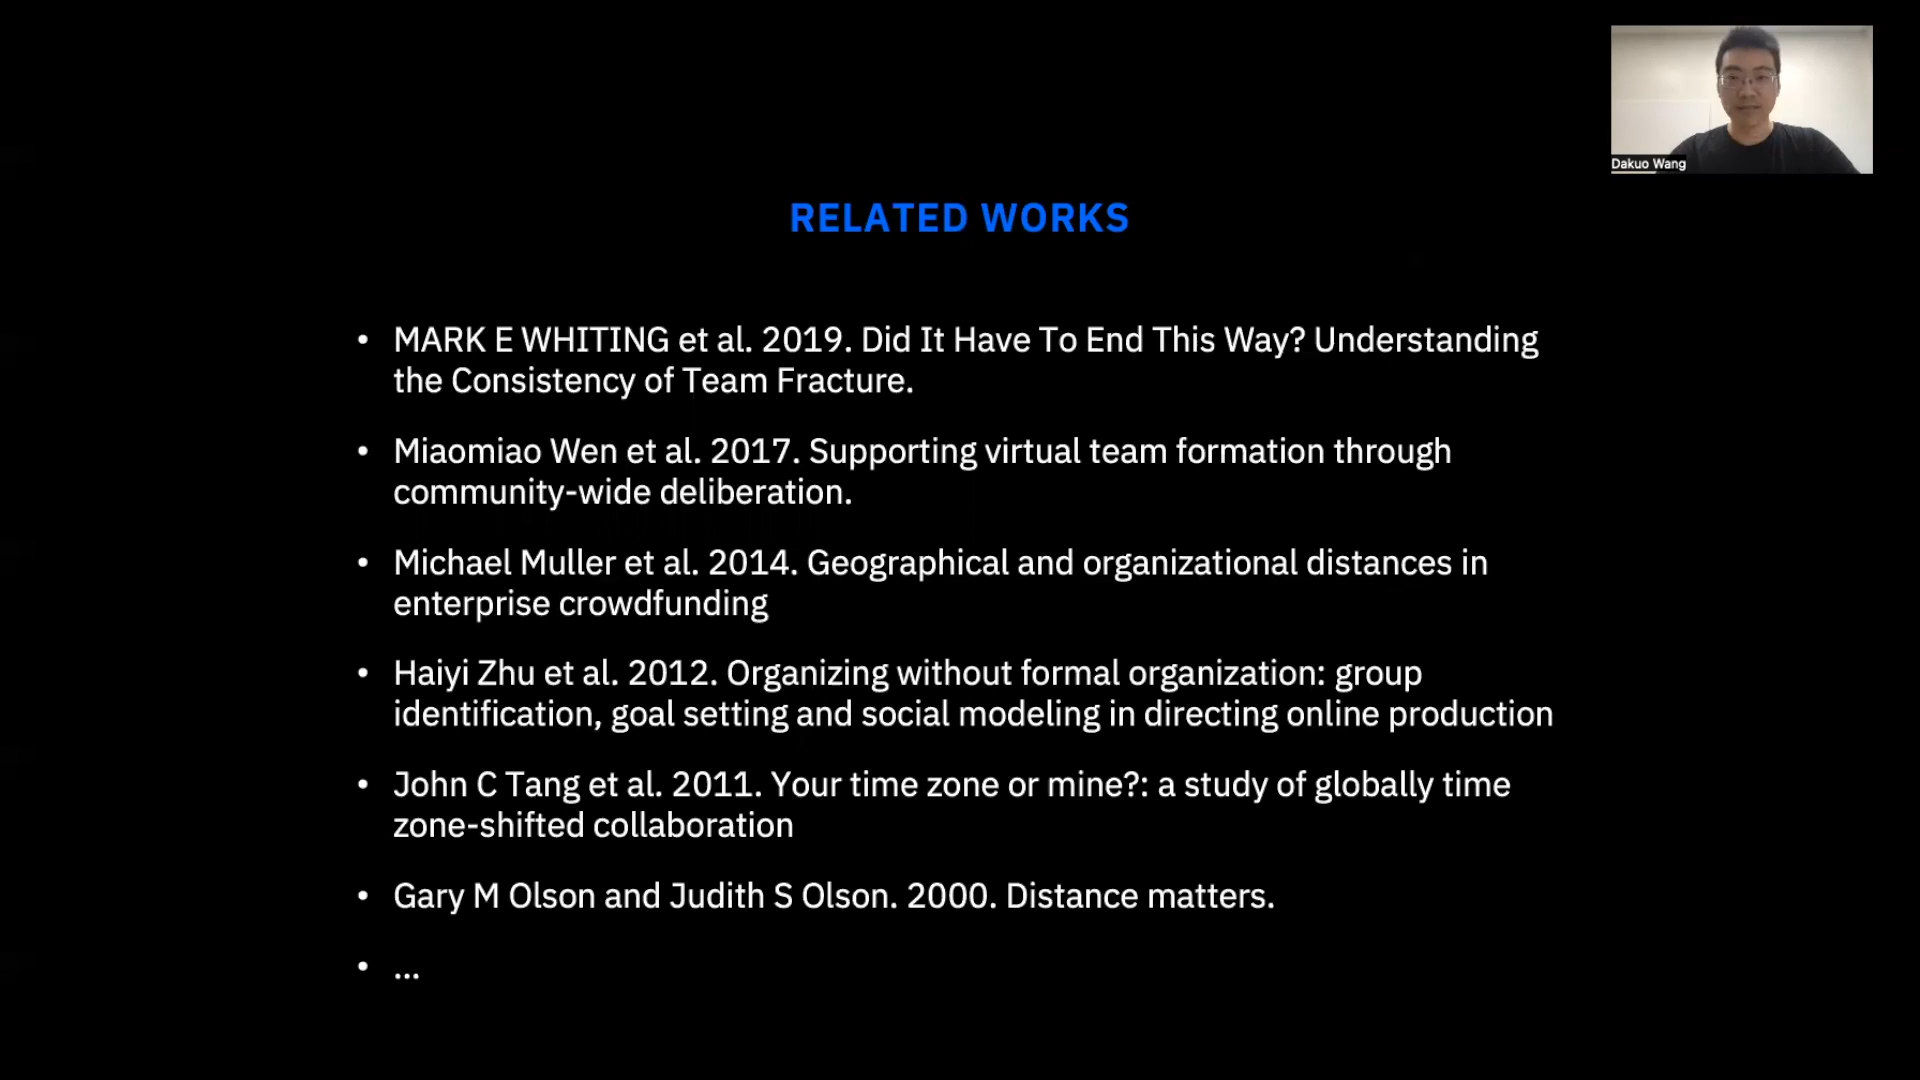 Dakuo Wang
RELATED WORKS
• MARK E WHITING et al. 2019. Did It Have To End This Way? Understanding
the Consistency of Team Fracture.
• Miaomiao Wen et al. 2017. Supporting virtual team formation through
community-wide deliberation.
• Michael Muller et al. 2014. Geographical and organizational distances in
enterprise crowdfunding
• Haiyi Zhu et al. 2012. Organizing without formal organization: group
identification, goal setting and social modeling in directing online production
• John C Tang et al. 2011. Your time zone or mine?: a study of globally time
zone-shifted collaboration
• Gary M Olson and Judith S Olson. 2000. Distance matters.
• ...